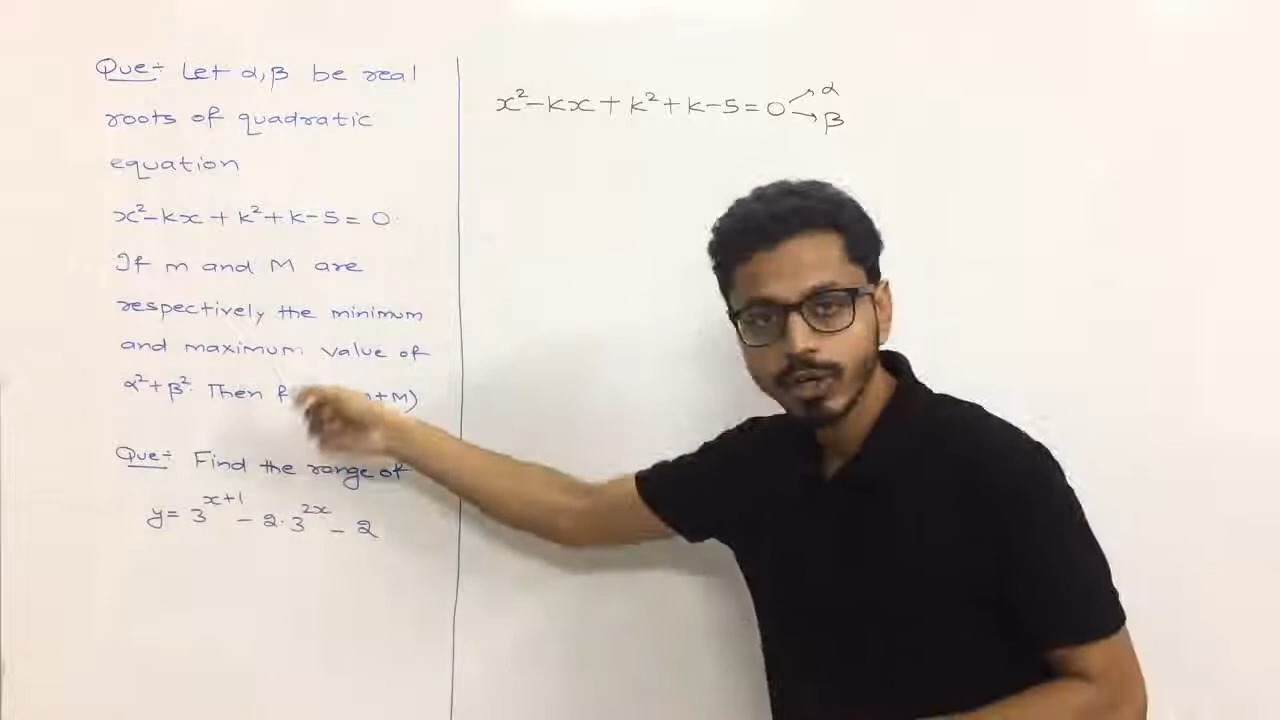 Que:- Let α,β be real
roots of quadratic
equation
x²-kx+k²+k-5=0.
If m and M are
respectively the minimum
and maximum value of
α²+β². Then +M)
Que:- Find the range of
y= 3^(x+1) - 2·3^(2x) - 2
x²-kx+k²+k-5=0 → α
→ β